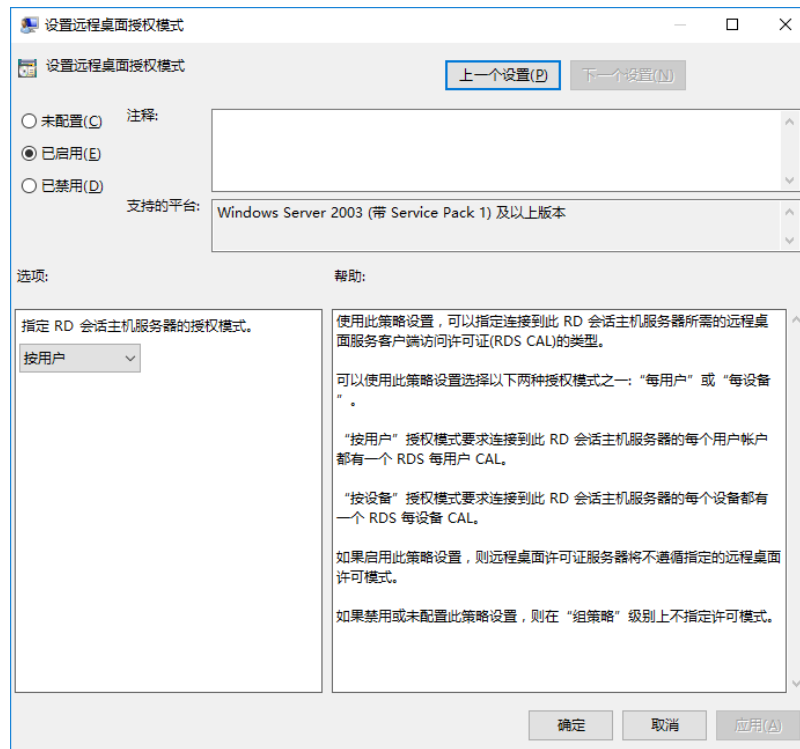 设置远程桌面授权模式
设置远程桌面授权模式
上一个设置(P)
下一个设置(N)
未配置(C)
注释:
已启用(E)
已禁用(D)
支持的平台:
Windows Server 2003 (带 Service Pack 1) 及以上版本
选项:
帮助:
指定 RD 会话主机服务器的授权模式。
按用户
使用此策略设置，可以指定连接到此 RD 会话主机服务器所需的远程桌
面服务客户端访问许可证(RDS CAL)的类型。
可以使用此策略设置选择以下两种授权模式之一: “每用户” 或 “每设备
” 。
“按用户” 授权模式要求连接到此 RD 会话主机服务器的每个用户帐户
都有一个 RDS 每用户 CAL。
“按设备” 授权模式要求连接到此 RD 会话主机服务器的每个设备都有
一个 RDS 每设备 CAL。
如果启用此策略设置，则远程桌面许可证服务器将不遵循指定的远程桌面
许可模式。
如果禁用或未配置此策略设置，则在 “组策略” 级别上不指定许可模式。
确定
取消
应用(A)